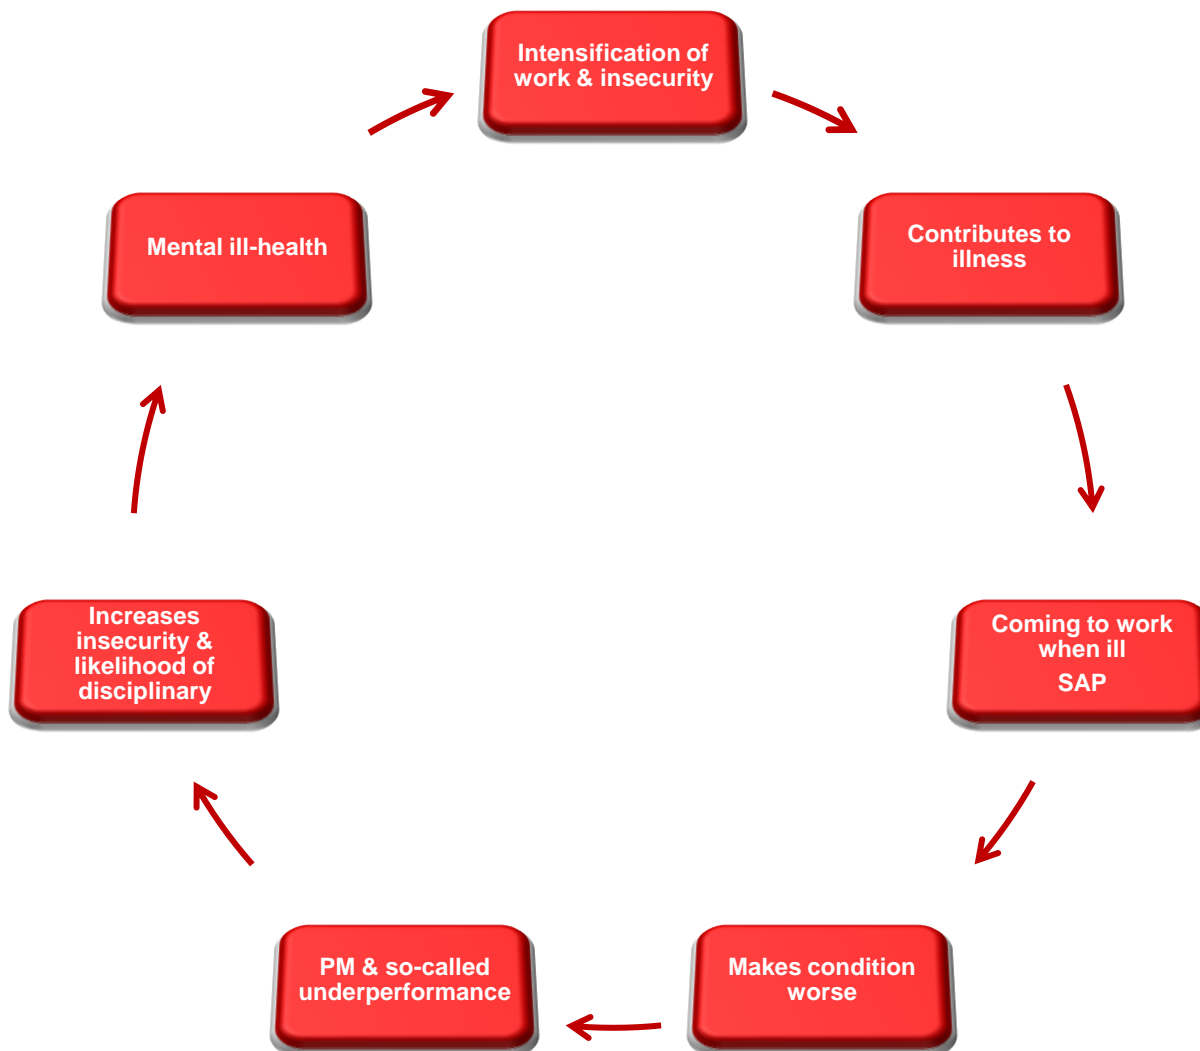 Intensification of
work & insecurity
Contributes to
illness
Coming to work
when ill
SAP
Makes condition
worse
PM & so-called
underperformance
Increases
insecurity &
likelihood of
disciplinary
Mental ill-health